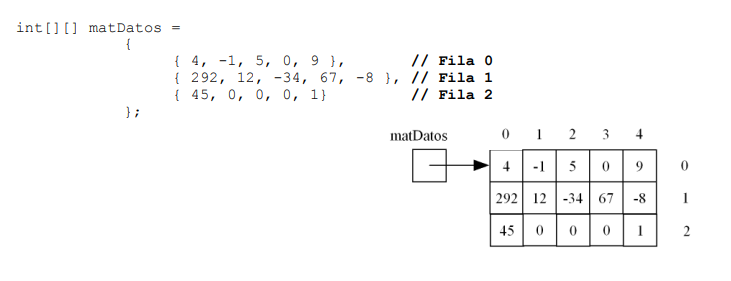 int[][] matDatos =
{
{ 4, -1, 5, 0, 9 }, // Fila 0
{ 292, 12, -34, 67, -8 }, // Fila 1
{ 45, 0, 0, 0, 1} // Fila 2
};
matDatos 0 1 2 3 4
4 -1 5 0 9 0
292 12 -34 67 -8 1
45 0 0 0 1 2